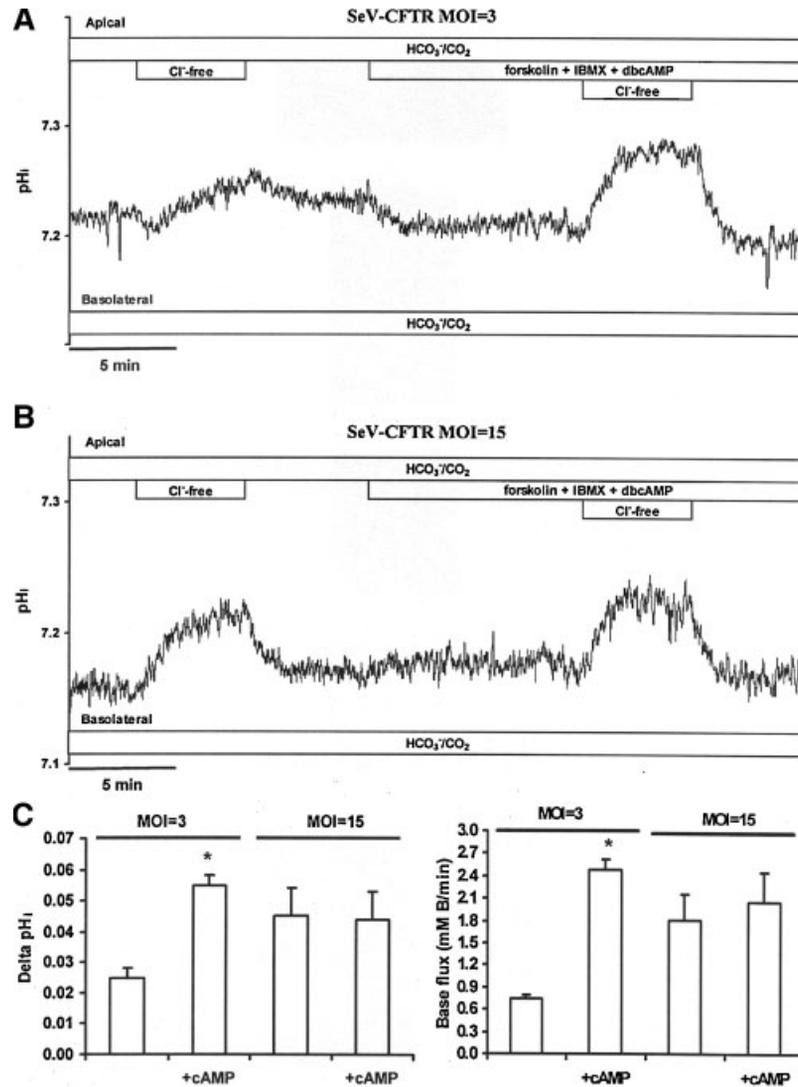 A
SeV-CFTR MOI=3
Apical
HCO₃⁻/CO₂
Cl⁻-free
forskolin + IBMX + dbcAMP
Cl⁻-free
7.3
pHi
7.2
Basolateral
HCO₃⁻/CO₂
5 min
B
SeV-CFTR MOI=15
Apical
HCO₃⁻/CO₂
Cl⁻-free
forskolin + IBMX + dbcAMP
Cl⁻-free
7.3
pHi
7.2
Basolateral
HCO₃⁻/CO₂
7.1
5 min
C
MOI=3
MOI=15
0.07
0.06
0.05
0.04
0.03
0.02
0.01
0.00
Delta pHi
*
+cAMP
+cAMP
MOI=3
MOI=15
3.0
2.7
2.4
2.1
1.8
1.5
1.2
0.9
0.6
0.3
0.0
Base flux (mM B/min)
*
+cAMP
+cAMP